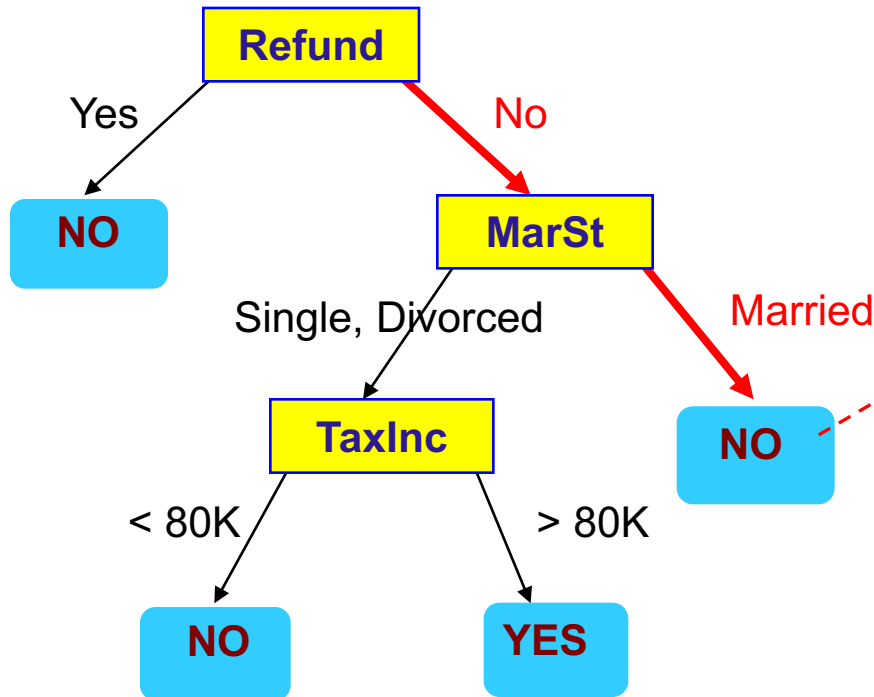 Refund
Yes
No
NO
MarSt
Single, Divorced
Married
TaxInc
NO
< 80K
> 80K
NO
YES